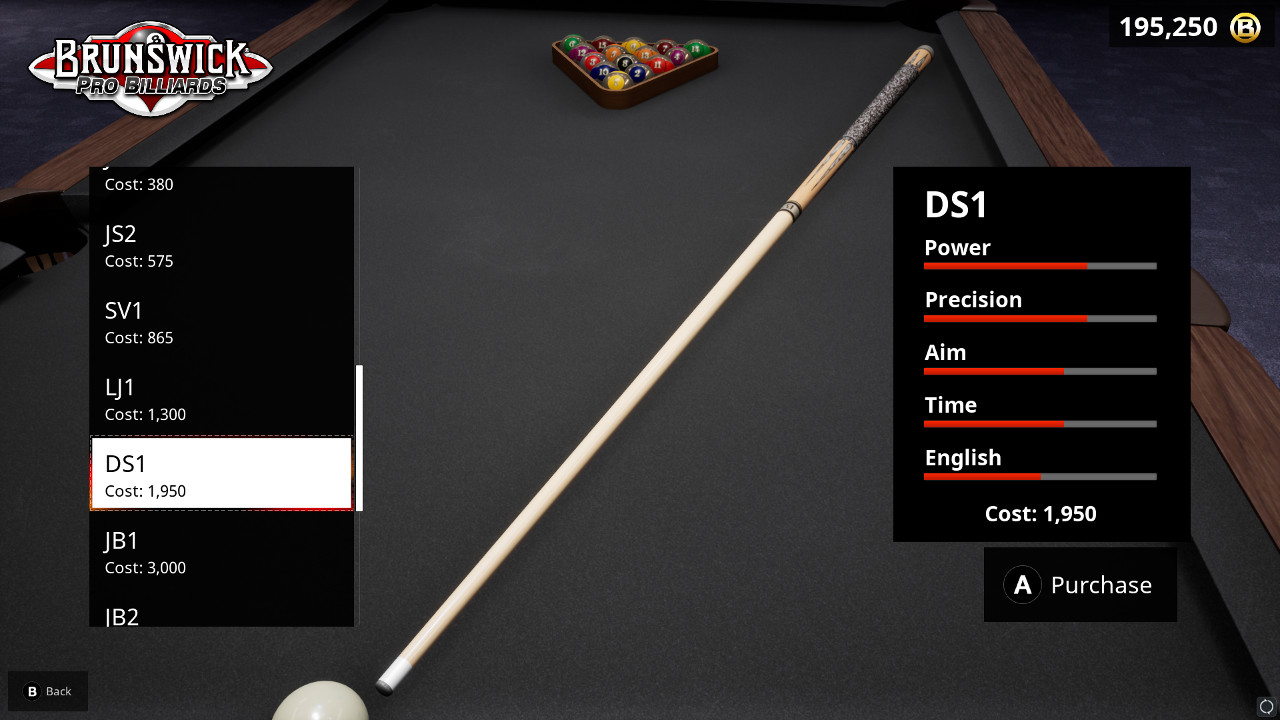 BRUNSWICK
PRO BILLIARDS
195,250
Cost: 380
JS2
Cost: 575
SV1
Cost: 865
LJ1
Cost: 1,300
DS1
Cost: 1,950
JB1
Cost: 3,000
JB2
DS1
Power
Precision
Aim
Time
English
Cost: 1,950
A Purchase
B Back